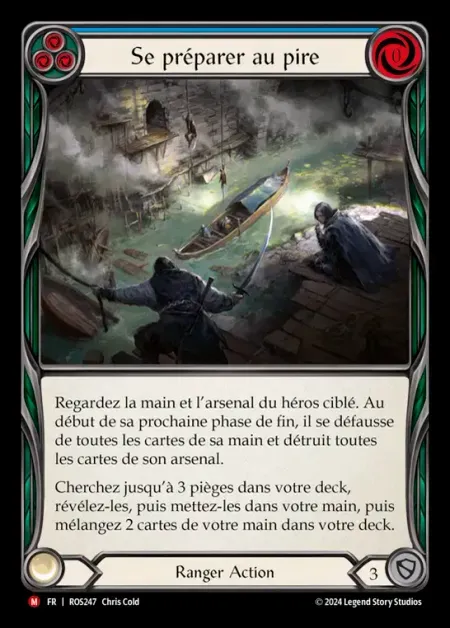 Se préparer au pire
0
Regardez la main et l'arsenal du héros ciblé. Au
début de sa prochaine phase de fin, il se défausse
de toutes les cartes de sa main et détruit toutes
les cartes de son arsenal.
Cherchez jusqu'à 3 pièges dans votre deck,
révélez-les, puis mettez-les dans votre main, puis
mélangez 2 cartes de votre main dans votre deck.
Ranger Action
3
M FR | ROS247 Chris Cold
© 2024 Legend Story Studios